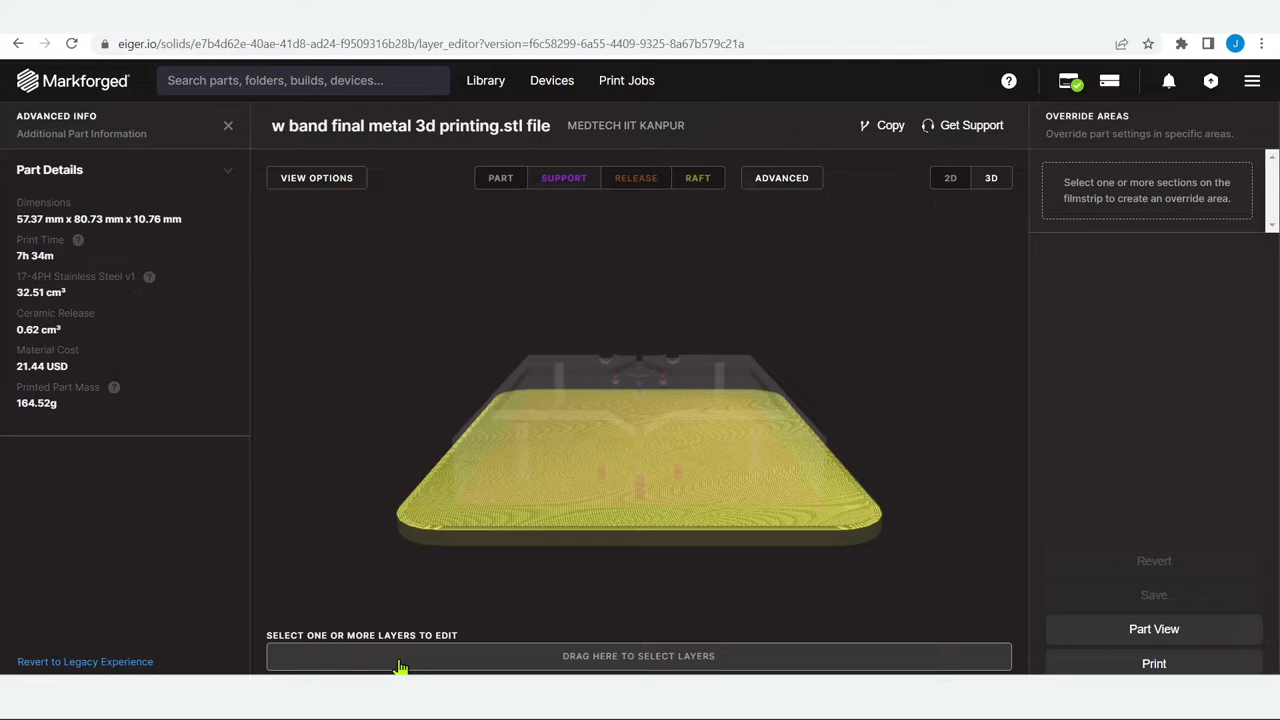 eiger.io/solids/e7b4d62e-40ae-41d8-ad24-f9509316b28b/layer_editor?version=f6c58299-6a55-4409-9325-8a67b579c21a
J
Markforged
Search parts, folders, builds, devices...
Library
Devices
Print Jobs
ADVANCED INFO
Additional Part Information
w band final metal 3d printing.stl file
MEDTECH IIT KANPUR
Copy
Get Support
OVERRIDE AREAS
Override part settings in specific areas.
Part Details
VIEW OPTIONS
PART
SUPPORT
RELEASE
RAFT
ADVANCED
2D
3D
Select one or more sections on the
filmstrip to create an override area.
Dimensions
57.37 mm x 80.73 mm x 10.76 mm
Print Time
7h 34m
17-4PH Stainless Steel v1
32.51 cm³
Ceramic Release
0.62 cm³
Material Cost
21.44 USD
Printed Part Mass
164.52g
Revert
Save
Part View
Print
SELECT ONE OR MORE LAYERS TO EDIT
DRAG HERE TO SELECT LAYERS
Revert to Legacy Experience